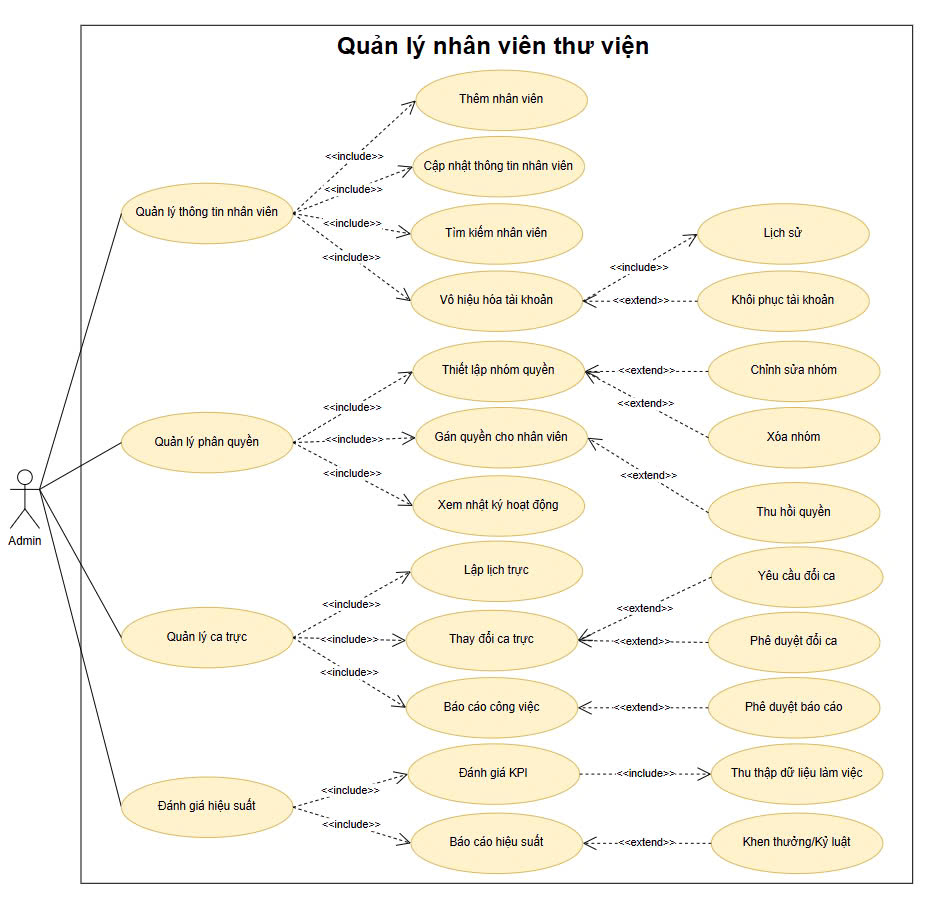 Quản lý nhân viên thư viện
Thêm nhân viên
<<include>>
Cập nhật thông tin nhân viên
<<include>>
Quản lý thông tin nhân viên
<<include>>
Tìm kiếm nhân viên
Lịch sử
<<include>>
<<include>>
Vô hiệu hóa tài khoản
<<extend>>
Khôi phục tài khoản
Thiết lập nhóm quyền
<<extend>>
Chỉnh sửa nhóm
<<include>>
<<extend>>
Quản lý phân quyền
<<include>>
Gán quyền cho nhân viên
Xóa nhóm
<<include>>
<<extend>>
Xem nhật ký hoạt động
Thu hồi quyền
Admin
Lập lịch trực
Yêu cầu đổi ca
<<include>>
<<extend>>
Quản lý ca trực
<<include>>
Thay đổi ca trực
<<extend>>
Phê duyệt đổi ca
<<include>>
Báo cáo công việc
<<extend>>
Phê duyệt báo cáo
Đánh giá KPI
<<include>>
Thu thập dữ liệu làm việc
<<include>>
Đánh giá hiệu suất
<<include>>
Báo cáo hiệu suất
<<extend>>
Khen thưởng/Kỷ luật